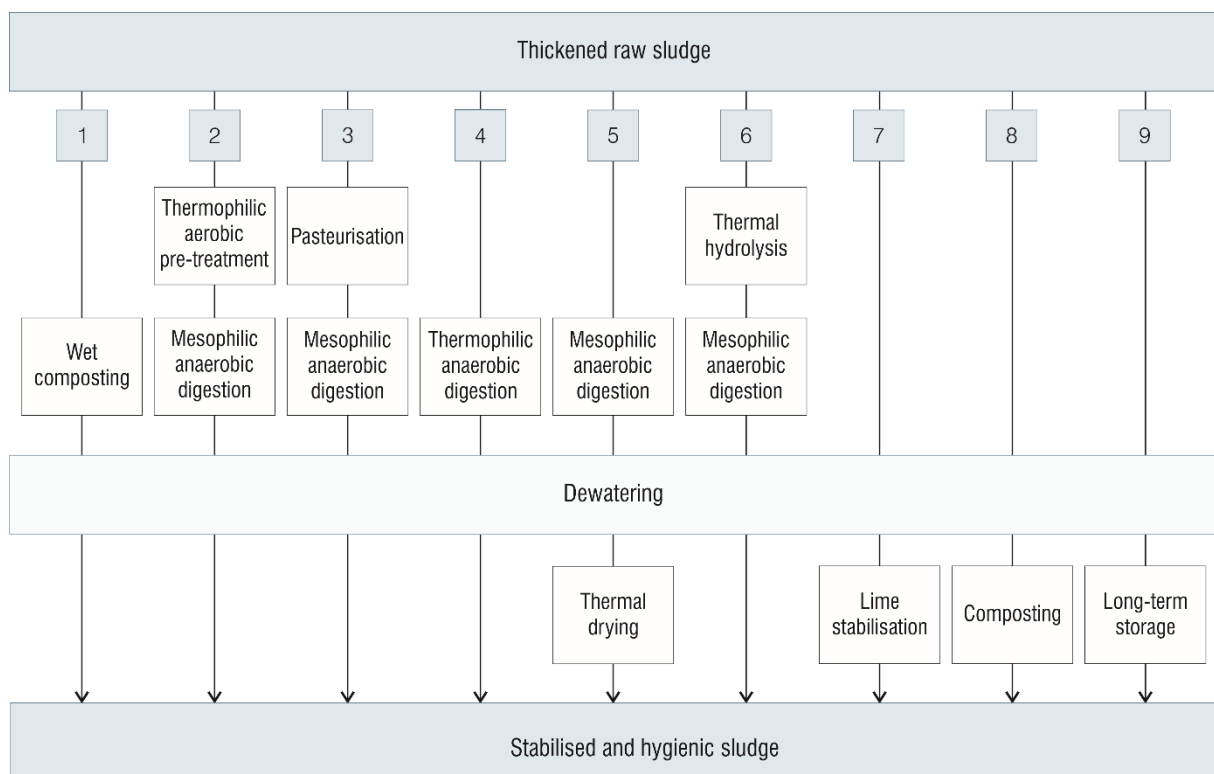 Thickened raw sludge
1
2
3
4
5
6
7
8
9
Thermophilic
aerobic
pre-treatment
Pasteurisation
Thermal
hydrolysis
Wet
composting
Mesophilic
anaerobic
digestion
Mesophilic
anaerobic
digestion
Thermophilic
anaerobic
digestion
Mesophilic
anaerobic
digestion
Mesophilic
anaerobic
digestion
Dewatering
Thermal
drying
Lime
stabilisation
Composting
Long-term
storage
Stabilised and hygienic sludge